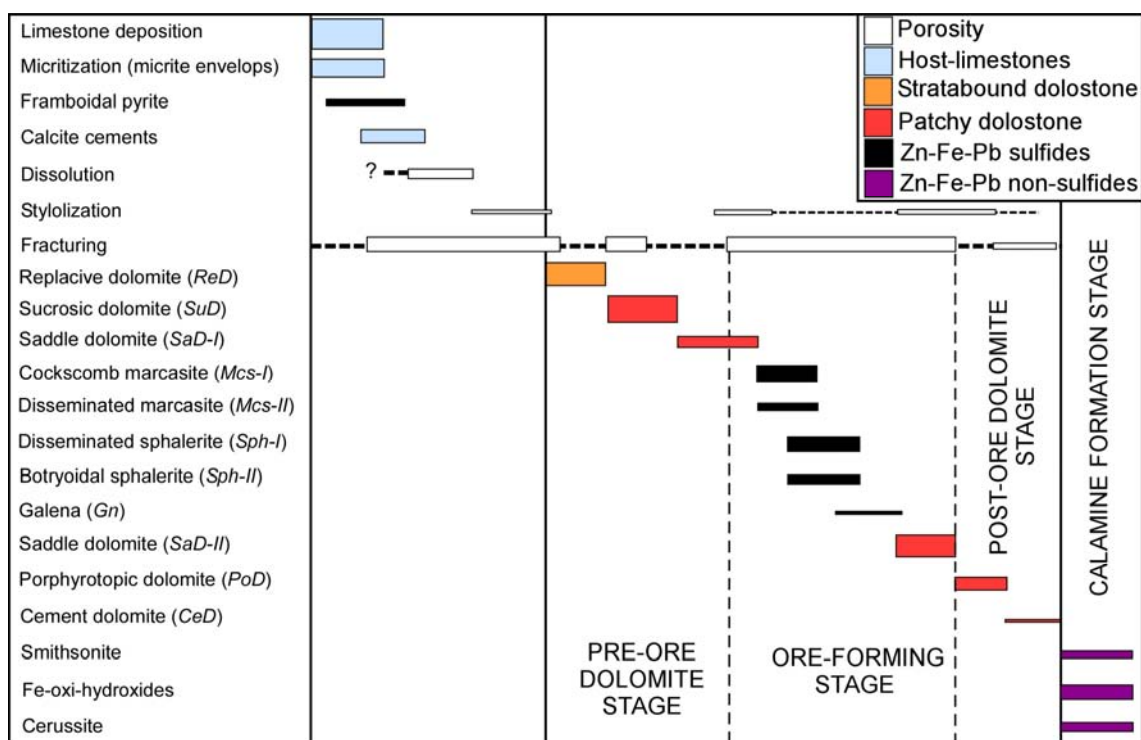 Limestone deposition
Micritization (micrite envelops)
Framboidal pyrite
Calcite cements
Dissolution
?
Stylolization
Fracturing
Replacive dolomite (ReD)
Sucrosic dolomite (SuD)
Saddle dolomite (SaD-I)
Cockscomb marcasite (Mcs-I)
Disseminated marcasite (Mcs-II)
Disseminated sphalerite (Sph-I)
Botryoidal sphalerite (Sph-II)
Galena (Gn)
Saddle dolomite (SaD-II)
Porphyrotopic dolomite (PoD)
Cement dolomite (CeD)
Smithsonite
Fe-oxi-hydroxides
Cerussite
Porosity
Host-limestones
Stratabound dolostone
Patchy dolostone
Zn-Fe-Pb sulfides
Zn-Fe-Pb non-sulfides
PRE-ORE
DOLOMITE
STAGE
ORE-FORMING
STAGE
POST-ORE DOLOMITE
STAGE
CALAMINE FORMATION STAGE